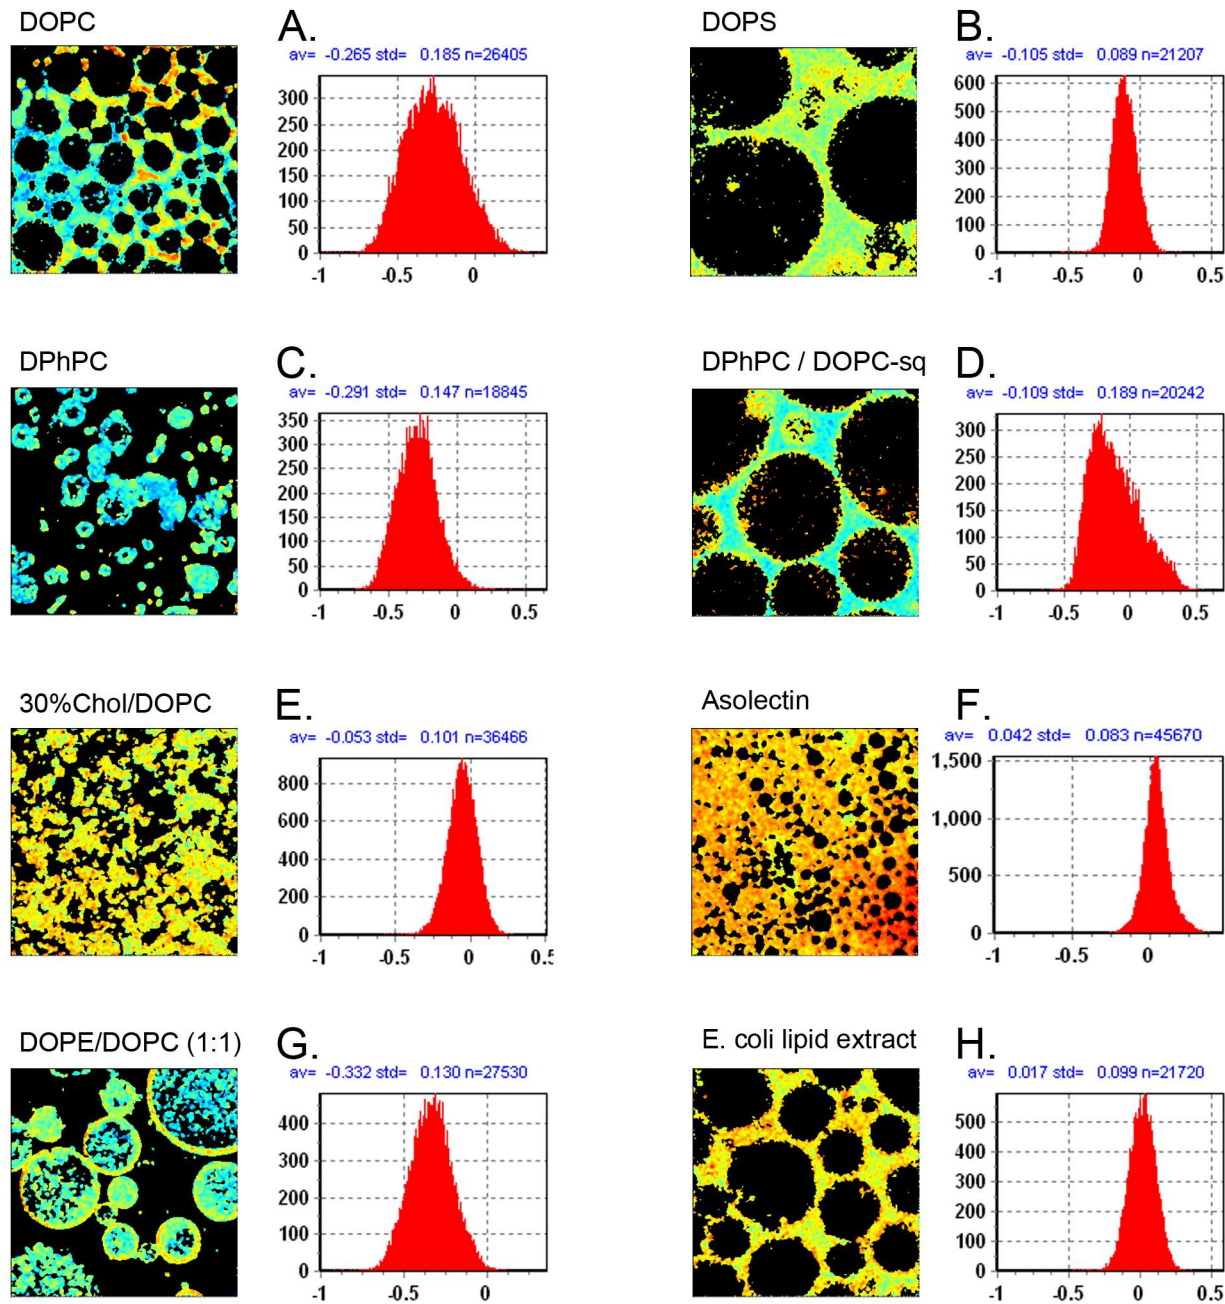 DOPC
A.
av= -0.265 std= 0.185 n=26405
300
250
200
150
100
50
0
-1 -0.5 0
DOPS
B.
av= -0.105 std= 0.089 n=21207
600
500
400
300
200
100
0
-1 -0.5 0 0.5
DPhPC
C.
av= -0.291 std= 0.147 n=18845
350
300
250
200
150
100
50
0
-1 -0.5 0
DPhPC / DOPC-sq
D.
av= -0.109 std= 0.189 n=20242
300
250
200
150
100
50
0
-1 -0.5 0 0.5
30%Chol/DOPC
E.
av= -0.053 std= 0.101 n=36466
800
600
400
200
0
-1 -0.5 0 0.5
Asolectin
F.
av= 0.042 std= 0.083 n=45670
1,500
1,000
500
0
-1 -0.5 0
DOPE/DOPC (1:1)
G.
av= -0.332 std= 0.130 n=27530
400
300
200
100
0
-1 -0.5 0
E. coli lipid extract
H.
av= 0.017 std= 0.099 n=21720
500
400
300
200
100
0
-1 -0.5 0 0.5